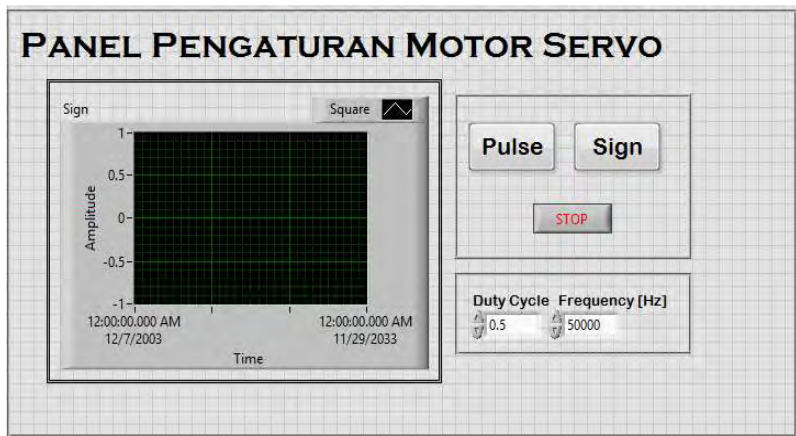 PANEL PENGATURAN MOTOR SERVO
Sign
Square
1
0.5
0
-0.5
-1
Amplitude
12:00:00.000 AM 12:00:00.000 AM
12/7/2003 11/29/2033
Time
Pulse Sign
STOP
Duty Cycle Frequency [Hz]
0.5 50000